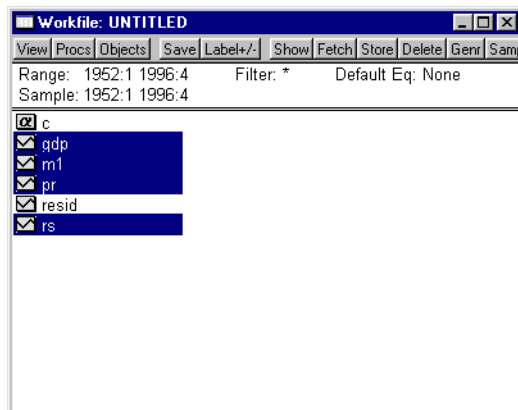 Workfile: UNTITLED
View Procs Objects Save Label+/- Show Fetch Store Delete Genr Sam
Range: 1952:1 1996:4 Filter: * Default Eq: None
Sample: 1952:1 1996:4
α c
gdp
m1
pr
resid
rs